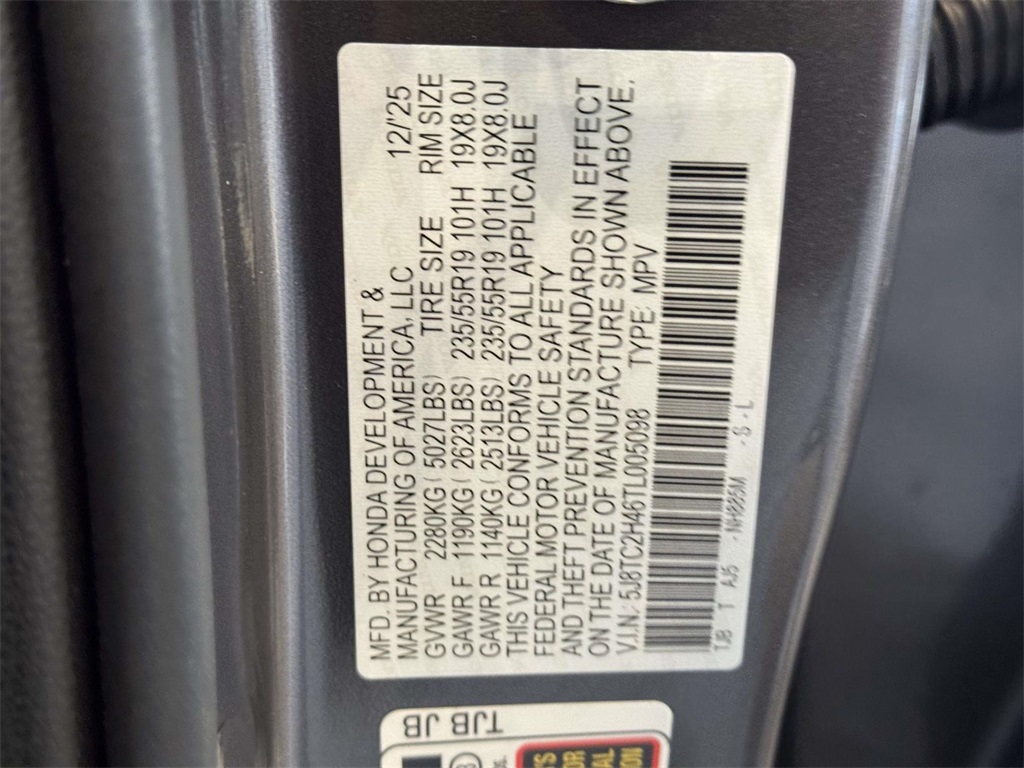 MFD. BY HONDA DEVELOPMENT &
MANUFACTURING OF AMERICA, LLC 12/'25
GVWR 2280KG ( 5027LBS) TIRE SIZE RIM SIZE
GAWR F 1190KG ( 2623LBS) 235/55R19 101H 19X8.0J
GAWR R 1140KG ( 2513LBS) 235/55R19 101H 19X8.0J
THIS VEHICLE CONFORMS TO ALL APPLICABLE
FEDERAL MOTOR VEHICLE SAFETY
AND THEFT PREVENTION STANDARDS IN EFFECT
ON THE DATE OF MANUFACTURE SHOWN ABOVE.
V.I.N.: 5J8TC2H46TL005098 TYPE: MPV
TJB T AJ5 -NH885M -S-L
TJB JB